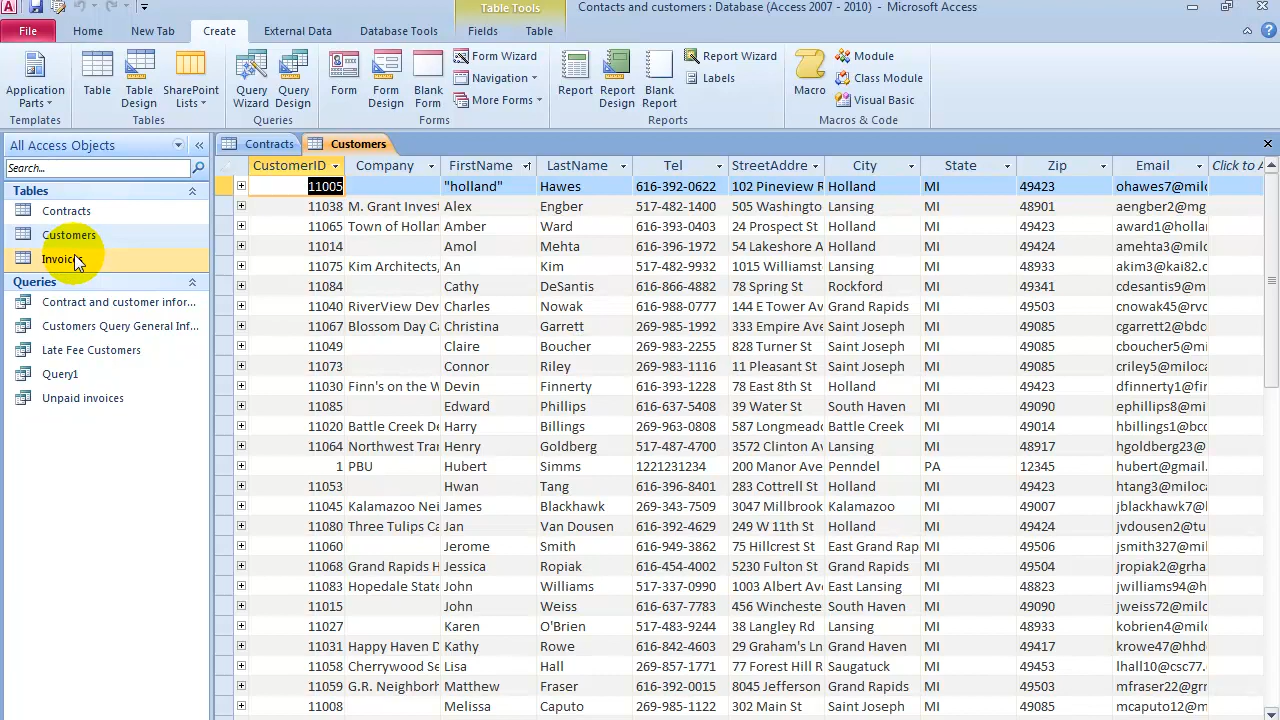 Table Tools
Contacts and customers : Database (Access 2007 - 2010) - Microsoft Access
File Home New Tab Create External Data Database Tools Fields Table
Application Parts Table Table Design SharePoint Lists Query Wizard Query Design Form Form Design Blank Form Form Wizard Navigation More Forms Report Report Design Blank Report Report Wizard Labels Macro Module Class Module Visual Basic
Templates Tables Queries Forms Reports Macros & Code
All Access Objects
Search...
Tables
Contracts
Customers
Queries
Contract and customer infor...
Customers Query General Inf...
Late Fee Customers
Query1
Unpaid invoices
Contracts Customers
CustomerID Company FirstName LastName Tel StreetAddre City State Zip Email Click to A
11005 "holland" Hawes 616-392-0622 102 Pineview R Holland MI 49423 ohawes7@milo
11038 M. Grant Invest Alex Engber 517-482-1400 505 Washingto Lansing MI 48901 aengber2@mg
11065 Town of Hollar Amber Ward 616-396-0403 24 Prospect St Holland MI 49423 award1@hollan
11014 Amol Mehta 616-396-1972 54 Lakeshore A Holland MI 49423 amehta3@milo
11075 Kim Architects, An Kim 517-482-9932 1015 Williamst Lansing MI 48933 akim3@kai82.c
11084 Cathy DeSantis 616-866-4882 78 Spring St Rockford MI 49341 cdesantis9@m
11040 RiverView Dev Charles Nowak 616-988-0777 144 E Tower Av Grand Rapids MI 49503 cnowak45@rv
11067 Blossom Day Ca Christina Garrett 269-985-1992 333 Empire Ave Saint Joseph MI 49085 cgarrett2@bdc
11049 Claire Boucher 269-983-2255 828 Turner St Saint Joseph MI 49085 cboucher5@m
11073 Connor Riley 269-983-1116 11 Pleasant St Saint Joseph MI 49085 criley5@miloca
11030 Finn's on the W Devin Finnerty 616-393-1228 78 East 8th St Holland MI 49423 dfinnerty1@fin
11085 Edward Phillips 616-637-5408 39 Water St South Haven MI 49090 ephillips8@mi
11020 Battle Creek De Harry Billings 269-963-0808 587 Longmeado Battle Creek MI 49014 hbillings1@bc
11064 Northwest Tran Henry Goldberg 517-487-4700 3572 Clinton Av Lansing MI 48917 hgoldberg23@
1 PBU Hubert Simms 1221231234 200 Manor Ave Penndel PA 12345 hubert@gmail.
11053 Hwan Tang 616-396-8401 283 Cottrell St Holland MI 49423 htang3@miloc
11045 Kalamazoo Nei James Blackhawk 269-343-7509 3047 Millbrook Kalamazoo MI 49007 jblackhawk7@
11080 Three Tulips Ca Jan Van Dousen 616-392-4629 249 W 11th St Holland MI 49424 jvdousen2@tu
11060 Jerome Smith 616-949-3862 75 Hillcrest St East Grand Rap MI 49506 jsmith327@mil
11068 Grand Rapids H Jessica Ropiak 616-454-4002 5230 Fulton St Grand Rapids MI 49504 jropiak2@grh
11083 Hopedale State John Williams 517-337-0990 1003 Albert Ave East Lansing MI 48823 jwilliams94@h
11015 John Weiss 616-637-7783 456 Wincheste South Haven MI 49090 jweiss72@milo
11027 Karen O'Brien 517-483-9244 38 Langley Rd Lansing MI 48933 kobrien4@milo
11031 Happy Haven D Kathy Rowe 616-842-4603 29 Graham's Ln Grand Haven MI 49417 krowe47@hhd
11058 Cherrywood Se Lisa Hall 269-857-1771 77 Forest Hill R Saugatuck MI 49453 lhall10@csc77.
11059 G.R. Neighborh Matthew Fraser 616-392-0015 8045 Jefferson Grand Rapids MI 49503 mfraser22@gr
11008 Melissa Caputo 269-985-1122 302 Main St Saint Joseph MI 49085 mcaputo12@m